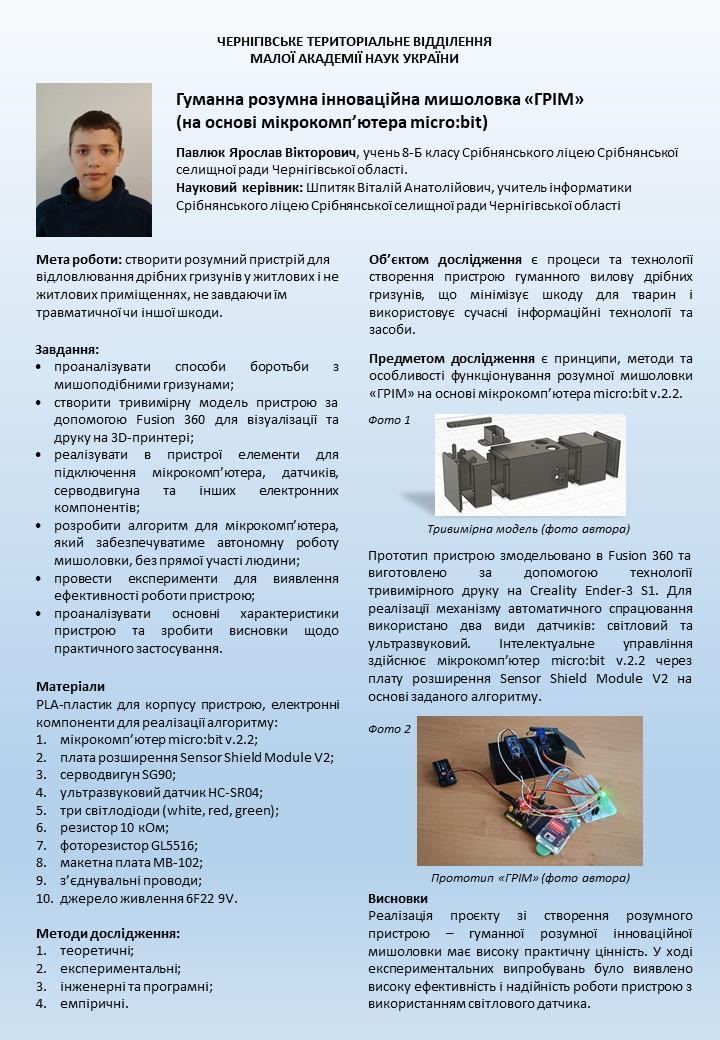 ЧЕРНІГІВСЬКЕ ТЕРИТОРІАЛЬНЕ ВІДДІЛЕННЯ
МАЛОЇ АКАДЕМІЇ НАУК УКРАЇНИ
Гуманна розумна інноваційна мишоловка «ГРІМ»
(на основі мікрокомп’ютера micro:bit)
Павлюк Ярослав Вікторович, учень 8-Б класу Срібнянського ліцею Срібнянської
селищної ради Чернігівської області.
Науковий керівник: Шпитяк Віталій Анатолійович, учитель інформатики
Срібнянського ліцею Срібнянської селищної ради Чернігівської області
Мета роботи: створити розумний пристрій для
відловлювання дрібних гризунів у житлових і не
житлових приміщеннях, не завдаючи їм
травматичної чи іншої шкоди.
Завдання:
• проаналізувати способи боротьби з
мишоподібними гризунами;
• створити тривимірну модель пристрою за
допомогою Fusion 360 для візуалізації та
друку на 3D-принтері;
• реалізувати в пристрої елементи для
підключення мікрокомп’ютера, датчиків,
серводвигуна та інших електронних
компонентів;
• розробити алгоритм для мікрокомп’ютера,
який забезпечуватиме автономну роботу
мишоловки, без прямої участі людини;
• провести експерименти для виявлення
ефективності роботи пристрою;
• проаналізувати основні характеристики
пристрою та зробити висновки щодо
практичного застосування.
Матеріали
PLA-пластик для корпусу пристрою, електронні
компоненти для реалізації алгоритму:
1. мікрокомп’ютер micro:bit v.2.2;
2. плата розширення Sensor Shield Module V2;
3. серводвигун SG90;
4. ультразвуковий датчик HC-SR04;
5. три світлодіоди (white, red, green);
6. резистор 10 кОм;
7. фоторезистор GL5516;
8. макетна плата MB-102;
9. з’єднувальні проводи;
10. джерело живлення 6F22 9V.
Методи дослідження:
1. теоретичні;
2. експериментальні;
3. інженерні та програмні;
4. емпіричні.
Об’єктом дослідження є процеси та технології
створення пристрою гуманного вилову дрібних
гризунів, що мінімізує шкоду для тварин і
використовує сучасні інформаційні технології та
засоби.
Предметом дослідження є принципи, методи та
особливості функціонування розумної мишоловки
«ГРІМ» на основі мікрокомп’ютера micro:bit v.2.2.
Фото 1
Тривимірна модель (фото автора)
Прототип пристрою змодельовано в Fusion 360 та
виготовлено за допомогою технології
тривимірного друку на Creality Ender-3 S1. Для
реалізації механізму автоматичного спрацювання
використано два види датчиків: світловий та
ультразвуковий. Інтелектуальне управління
здійснює мікрокомп’ютер micro:bit v.2.2 через
плату розширення Sensor Shield Module V2 на
основі заданого алгоритму.
Фото 2
Прототип «ГРІМ» (фото автора)
Висновки
Реалізація проєкту зі створення розумного
пристрою – гуманної розумної інноваційної
мишоловки має високу практичну цінність. У ході
експериментальних випробувань було виявлено
високу ефективність і надійність роботи пристрою з
використанням світлового датчика.